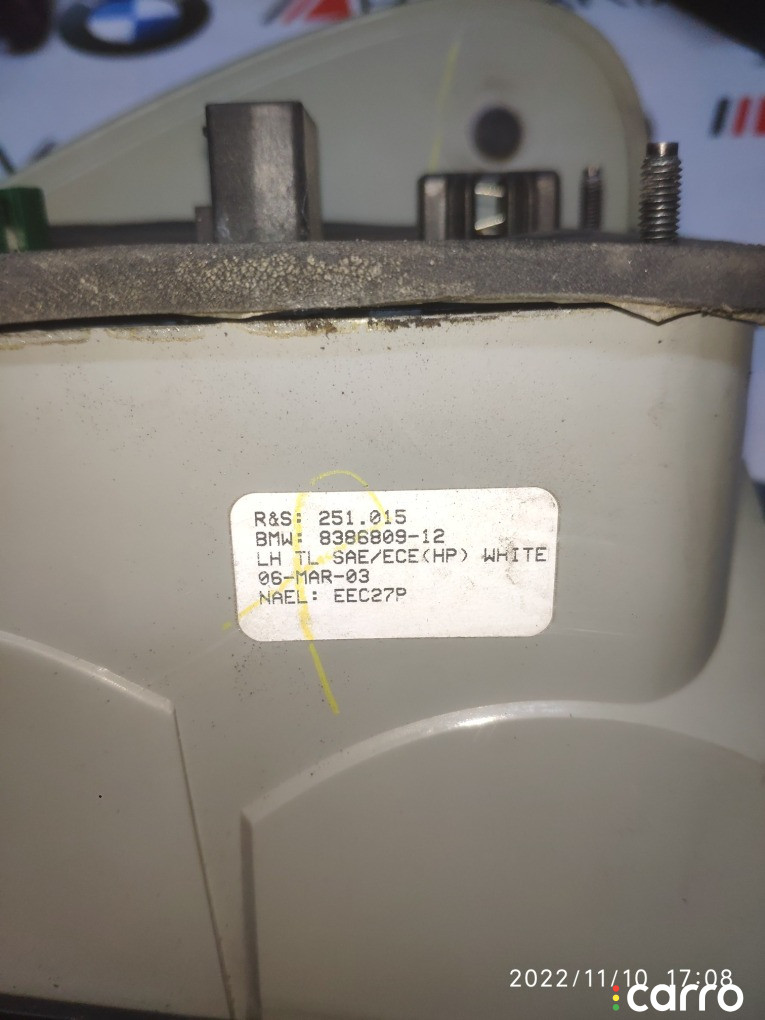 R&S: 251.015
BMW: 8386809-12
LH TL SAE/ECE(HP) WHITE
06-MAR-03
NAEL: EEC27P
2022/11/10 17:08
carro